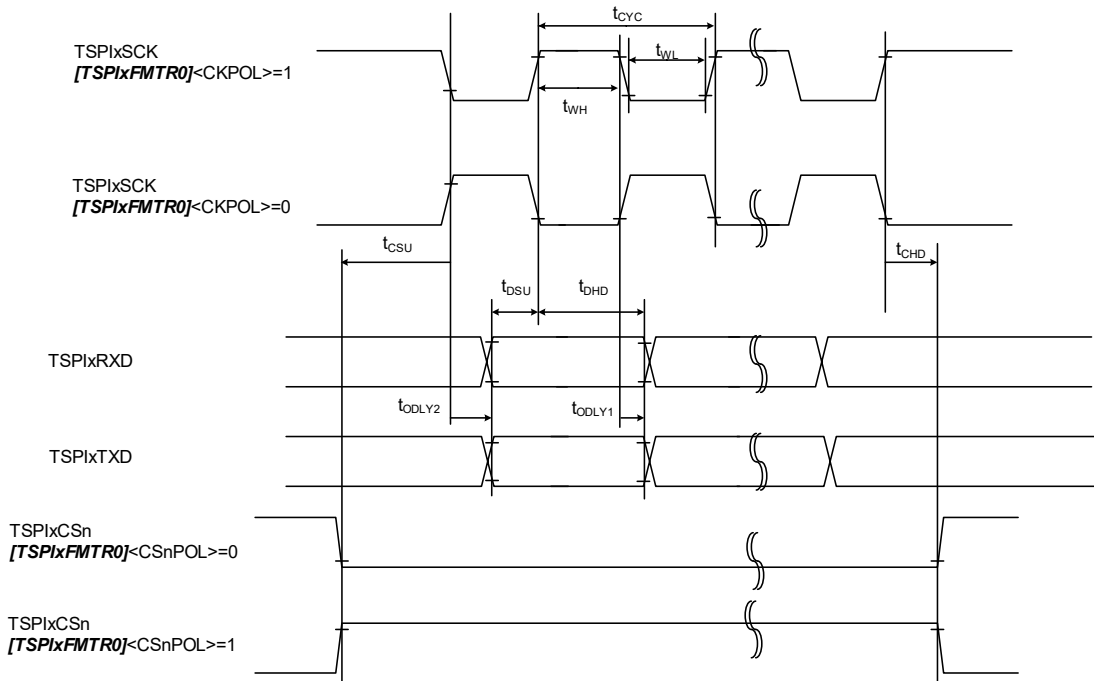 tCYC
TSPIxSCK
[TSPIxFMTR0]<CKPOL>=1
tWL
tWH
TSPIxSCK
[TSPIxFMTR0]<CKPOL>=0
tCSU
tCHD
tDSU
tDHD
TSPIxRXD
tODLY2
tODLY1
TSPIxTXD
TSPIxCSn
[TSPIxFMTR0]<CSnPOL>=0
TSPIxCSn
[TSPIxFMTR0]<CSnPOL>=1